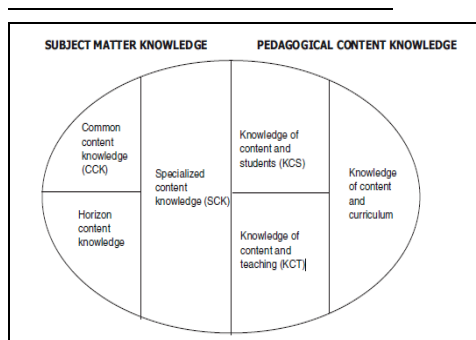 SUBJECT MATTER KNOWLEDGE
PEDAGOGICAL CONTENT KNOWLEDGE
Common
content
knowledge
(CCK)
Horizon
content
knowledge
Specialized
content
knowledge (SCK)
Knowledge of
content and
students (KCS)
Knowledge of
content and
teaching (KCT)
Knowledge
of content
and
curriculum